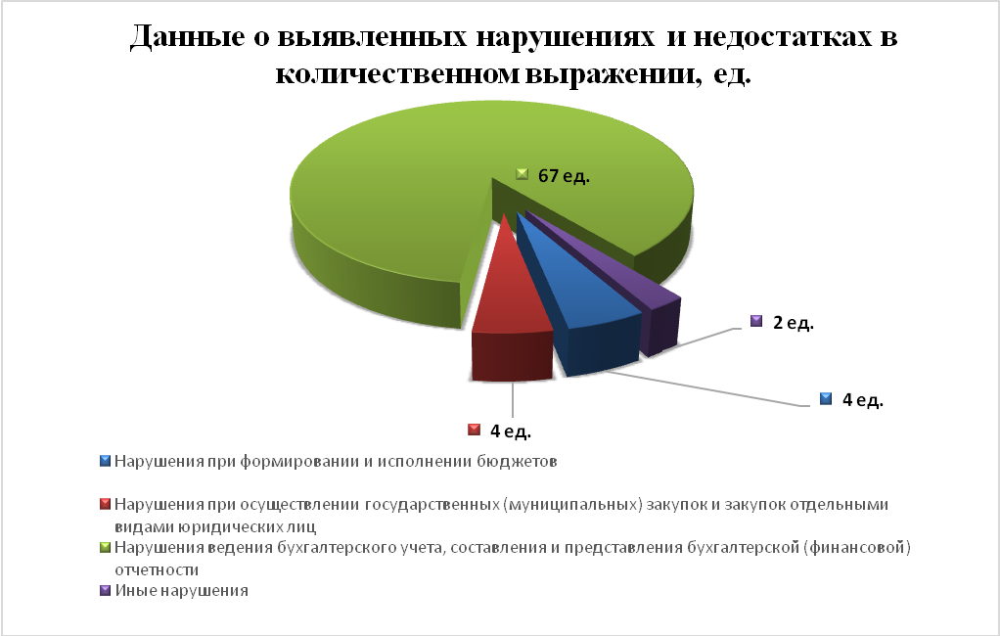 Данные о выявленных нарушениях и недостатках в
количественном выражении, ед.
67 ед.
2 ед.
4 ед.
4 ед.
Нарушения при формировании и исполнении бюджетов
Нарушения при осуществлении государственных (муниципальных) закупок и закупок отдельными
видами юридических лиц
Нарушения ведения бухгалтерского учета, составления и представления бухгалтерской (финансовой)
отчетности
Иные нарушения